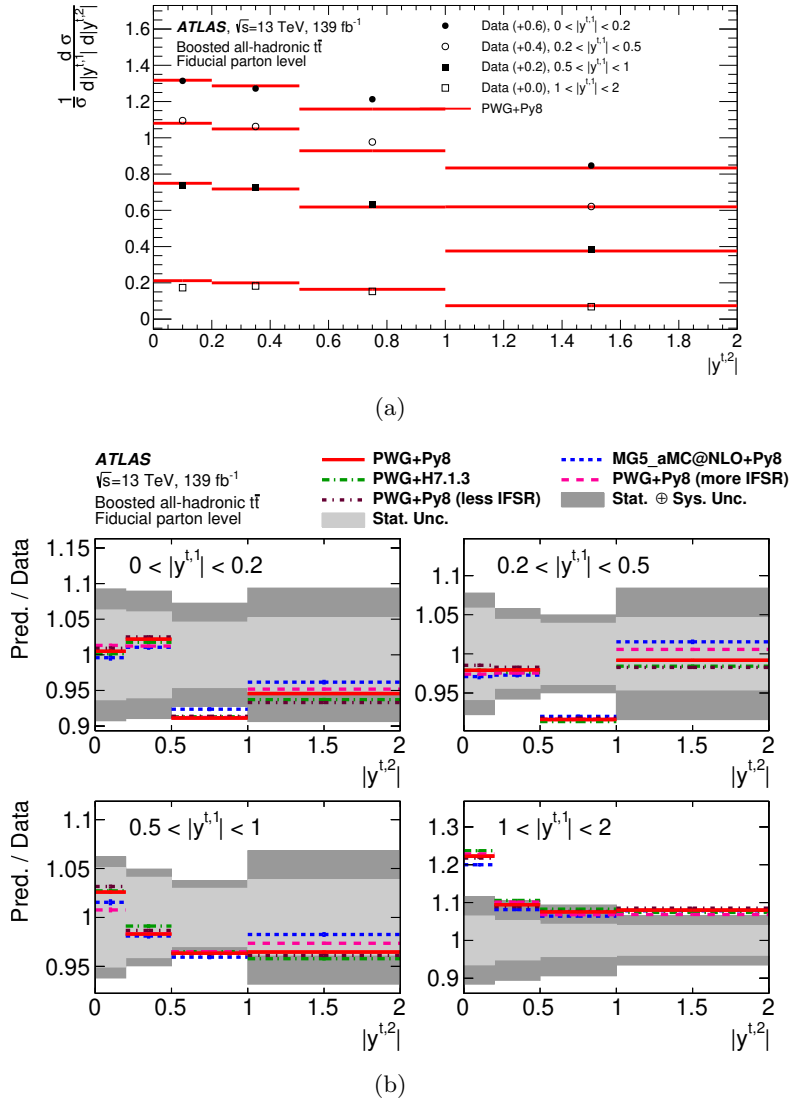 1/σ d σ / d|y^{t,1}| d|y^{t,2}|
ATLAS, √s=13 TeV, 139 fb⁻¹
Boosted all-hadronic tt̄
Fiducial parton level
Data (+0.6), 0 < |y^{t,1}| < 0.2
Data (+0.4), 0.2 < |y^{t,1}| < 0.5
Data (+0.2), 0.5 < |y^{t,1}| < 1
Data (+0.0), 1 < |y^{t,1}| < 2
PWG+Py8
1.6
1.4
1.2
1
0.8
0.6
0.4
0.2
0
0 0.2 0.4 0.6 0.8 1 1.2 1.4 1.6 1.8 2
|y^{t,2}|
(a)
ATLAS
√s=13 TeV, 139 fb⁻¹
Boosted all-hadronic tt̄
Fiducial parton level
PWG+Py8
PWG+H7.1.3
PWG+Py8 (less IFSR)
Stat. Unc.
MG5_aMC@NLO+Py8
PWG+Py8 (more IFSR)
Stat. ⊕ Sys. Unc.
Pred. / Data
0 < |y^{t,1}| < 0.2
1.15
1.1
1.05
1
0.95
0.9
0 0.5 1 1.5 2
|y^{t,2}|
0.2 < |y^{t,1}| < 0.5
1.1
1.05
1
0.95
0 0.5 1 1.5 2
|y^{t,2}|
Pred. / Data
0.5 < |y^{t,1}| < 1
1.1
1.05
1
0.95
0 0.5 1 1.5 2
|y^{t,2}|
1 < |y^{t,1}| < 2
1.3
1.2
1.1
1
0.9
0 0.5 1 1.5 2
|y^{t,2}|
(b)